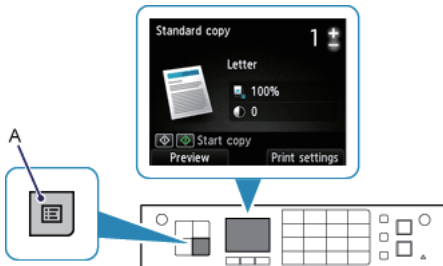 Standard copy
1
Letter
100%
0
Start copy
Preview Print settings
A